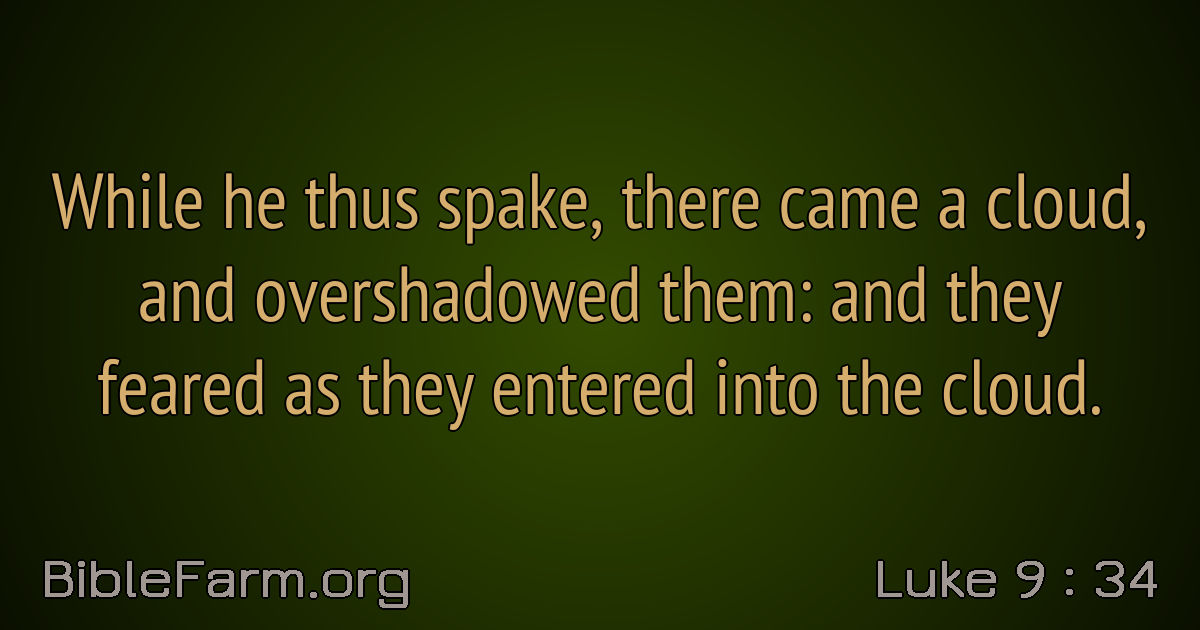 While he thus spake, there came a cloud,
and overshadowed them: and they
feared as they entered into the cloud.
BibleFarm.org
Luke 9 : 34